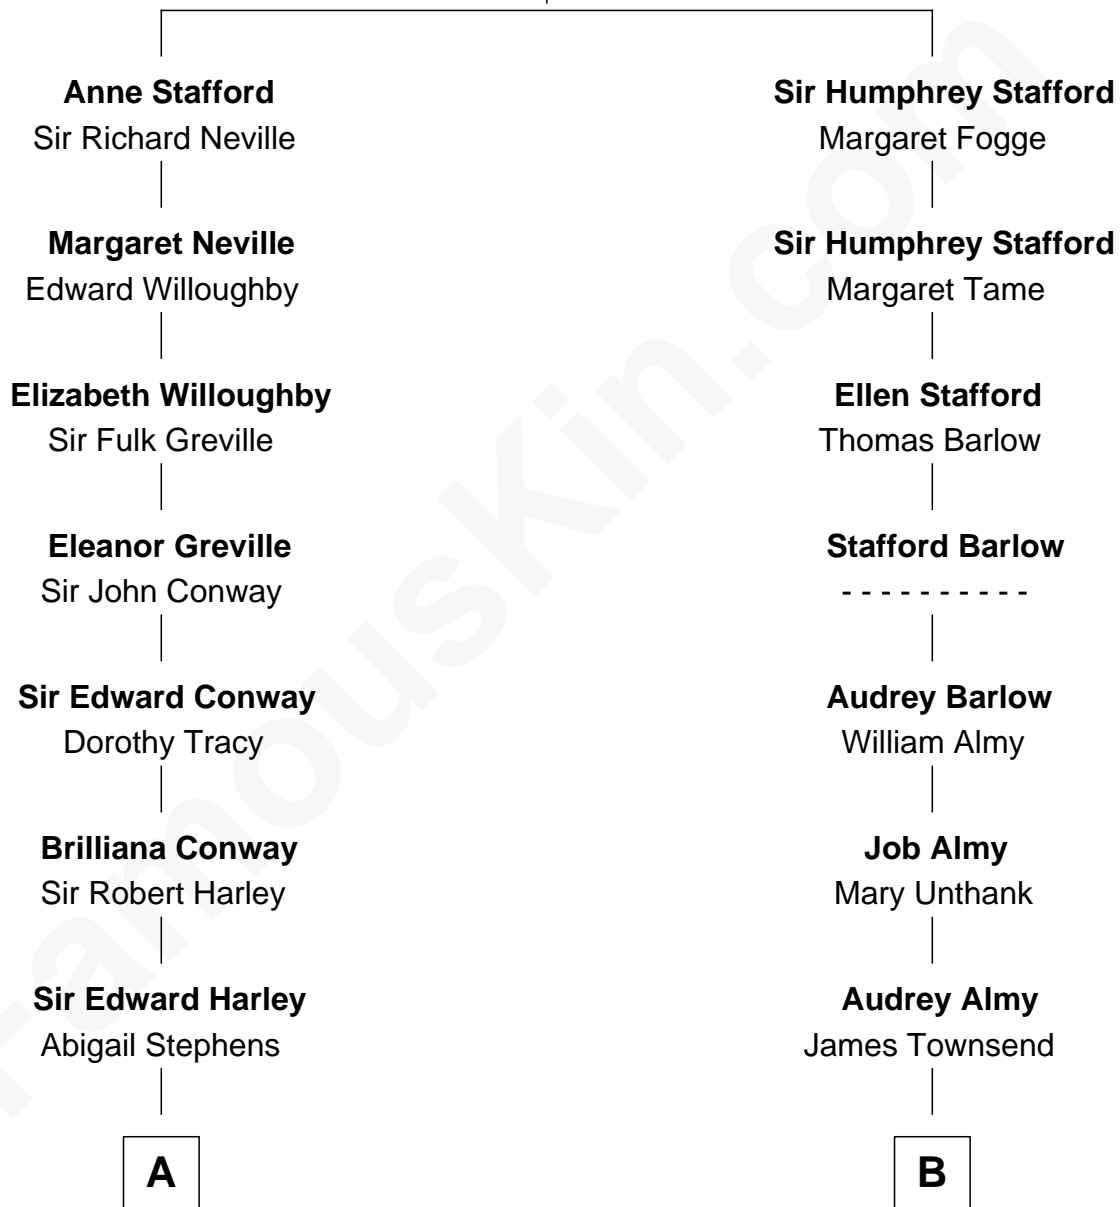 Anne Stafford
Sir Richard Neville
Margaret Neville
Edward Willoughby
Elizabeth Willoughby
Sir Fulk Greville
Eleanor Greville
Sir John Conway
Sir Edward Conway
Dorothy Tracy
Brilliana Conway
Sir Robert Harley
Sir Edward Harley
Abigail Stephens
A
Sir Humphrey Stafford
Margaret Fogge
Sir Humphrey Stafford
Margaret Tame
Ellen Stafford
Thomas Barlow
Stafford Barlow
- - - - - - - - - -
Audrey Barlow
William Almy
Job Almy
Mary Unthank
Audrey Almy
James Townsend
B
FamousKin.com